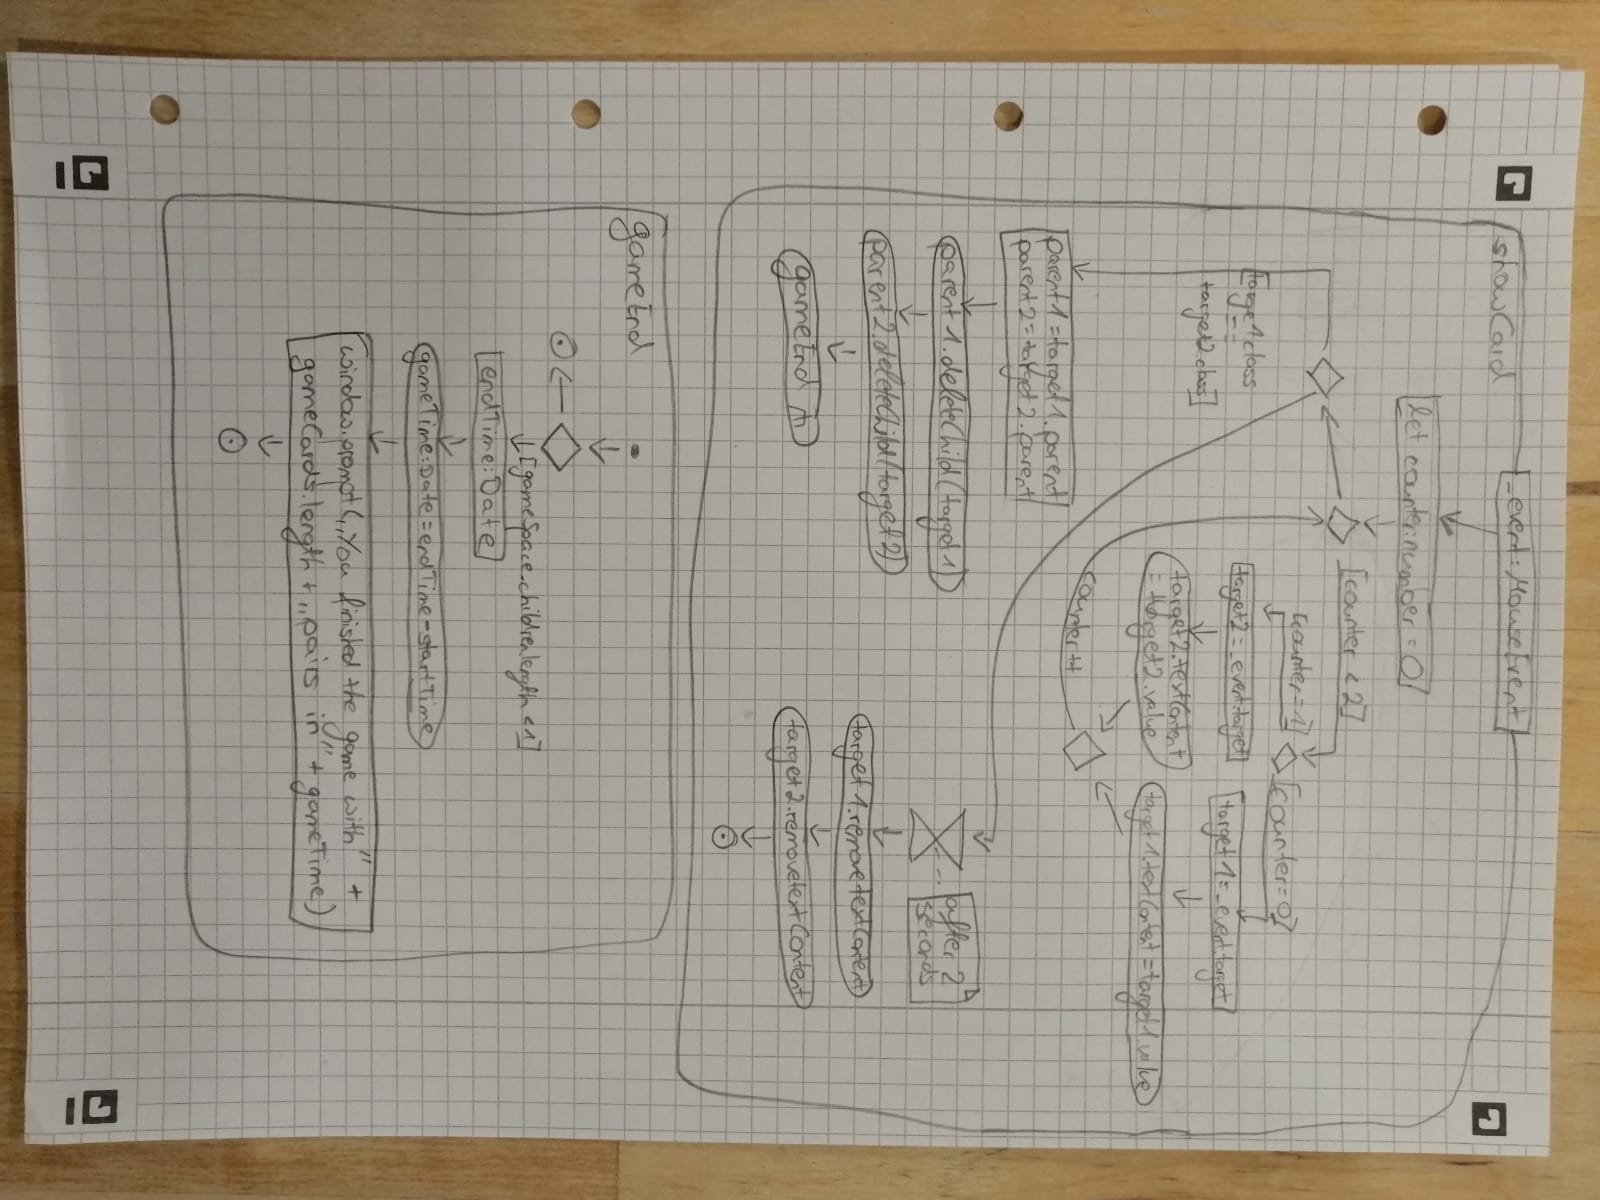 showCard
_event: MouseEvent
let counter: number = 0
[counter < 2]
[targe1.class
==
target2.class]
[counter = 1]
[counter = 0]
target2 = _event.target
target1 = _event.target
target2.textContent
= target2.value
target1.textContent = target1.value
counter++
parent1 = target1.parent
parent2 = target2.parent
parent1.deleteChild(target1)
parent2.deleteChild(target2)
gameEnd
after 2
seconds
target1.removetextContent
target2.removetextContent
gameEnd
[gameSpace.children.length < 1]
endTime: Date
gameTime: Date = endTime - startTime
window.prompt(„You finished the game with" +
gameCards.length + „pairs in" + gameTime)